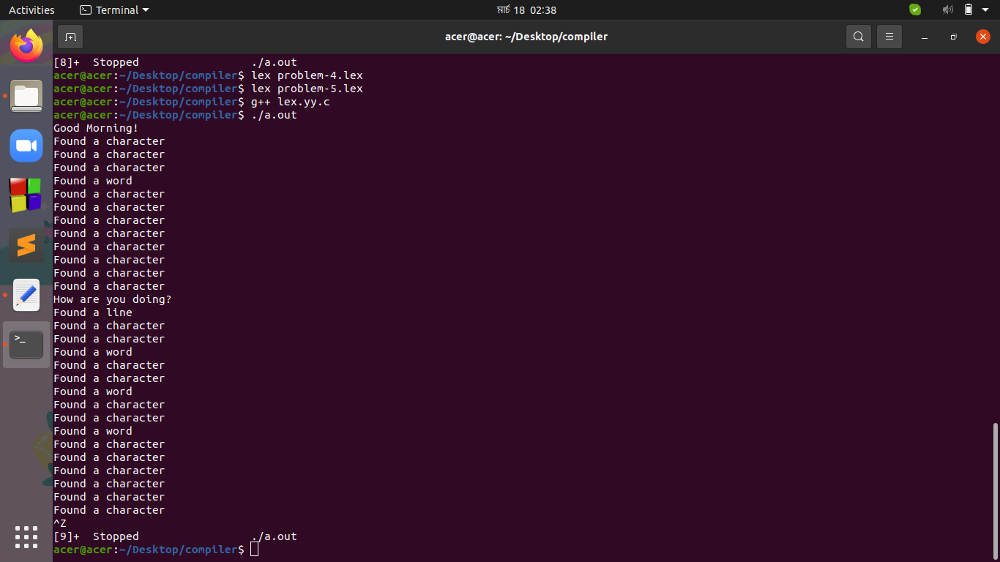 Activities Terminal মার্চ 18 02:38
acer@acer: ~/Desktop/compiler
[8]+  Stopped                 ./a.out
acer@acer:~/Desktop/compiler$ lex problem-4.lex
acer@acer:~/Desktop/compiler$ lex problem-5.lex
acer@acer:~/Desktop/compiler$ g++ lex.yy.c
acer@acer:~/Desktop/compiler$ ./a.out
Good Morning!
Found a character
Found a character
Found a character
Found a word
Found a character
Found a character
Found a character
Found a character
Found a character
Found a character
Found a character
Found a character
How are you doing?
Found a line
Found a character
Found a character
Found a word
Found a character
Found a character
Found a word
Found a character
Found a character
Found a word
Found a character
Found a character
Found a character
Found a character
Found a character
Found a character
^Z
[9]+  Stopped                 ./a.out
acer@acer:~/Desktop/compiler$